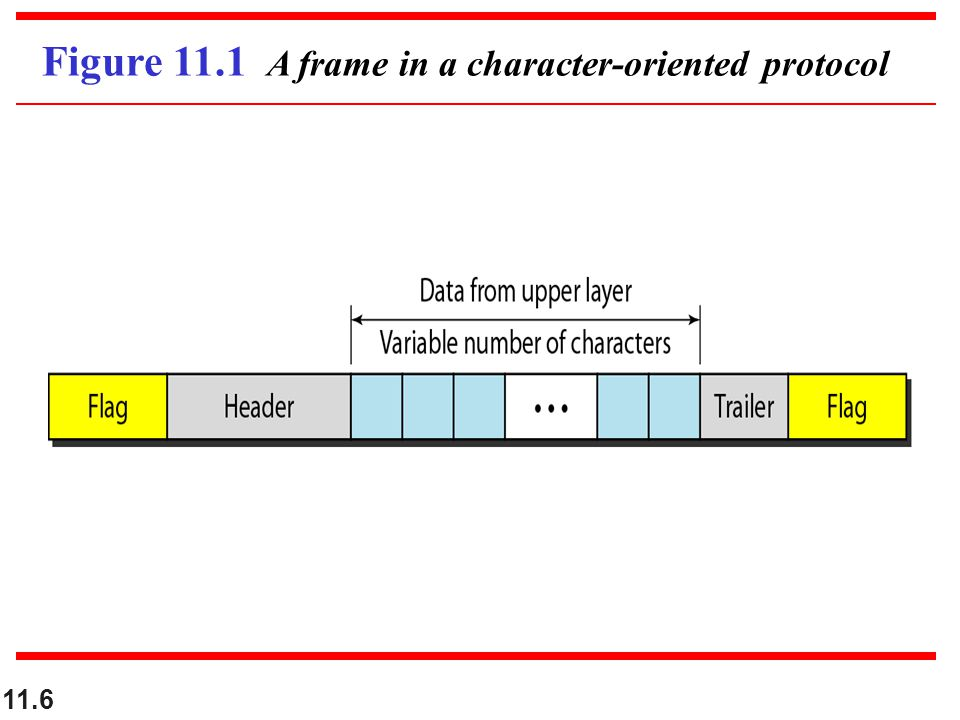 Figure 11.1 A frame in a character-oriented protocol
Data from upper layer
Variable number of characters
Flag Header ••• Trailer Flag
11.6